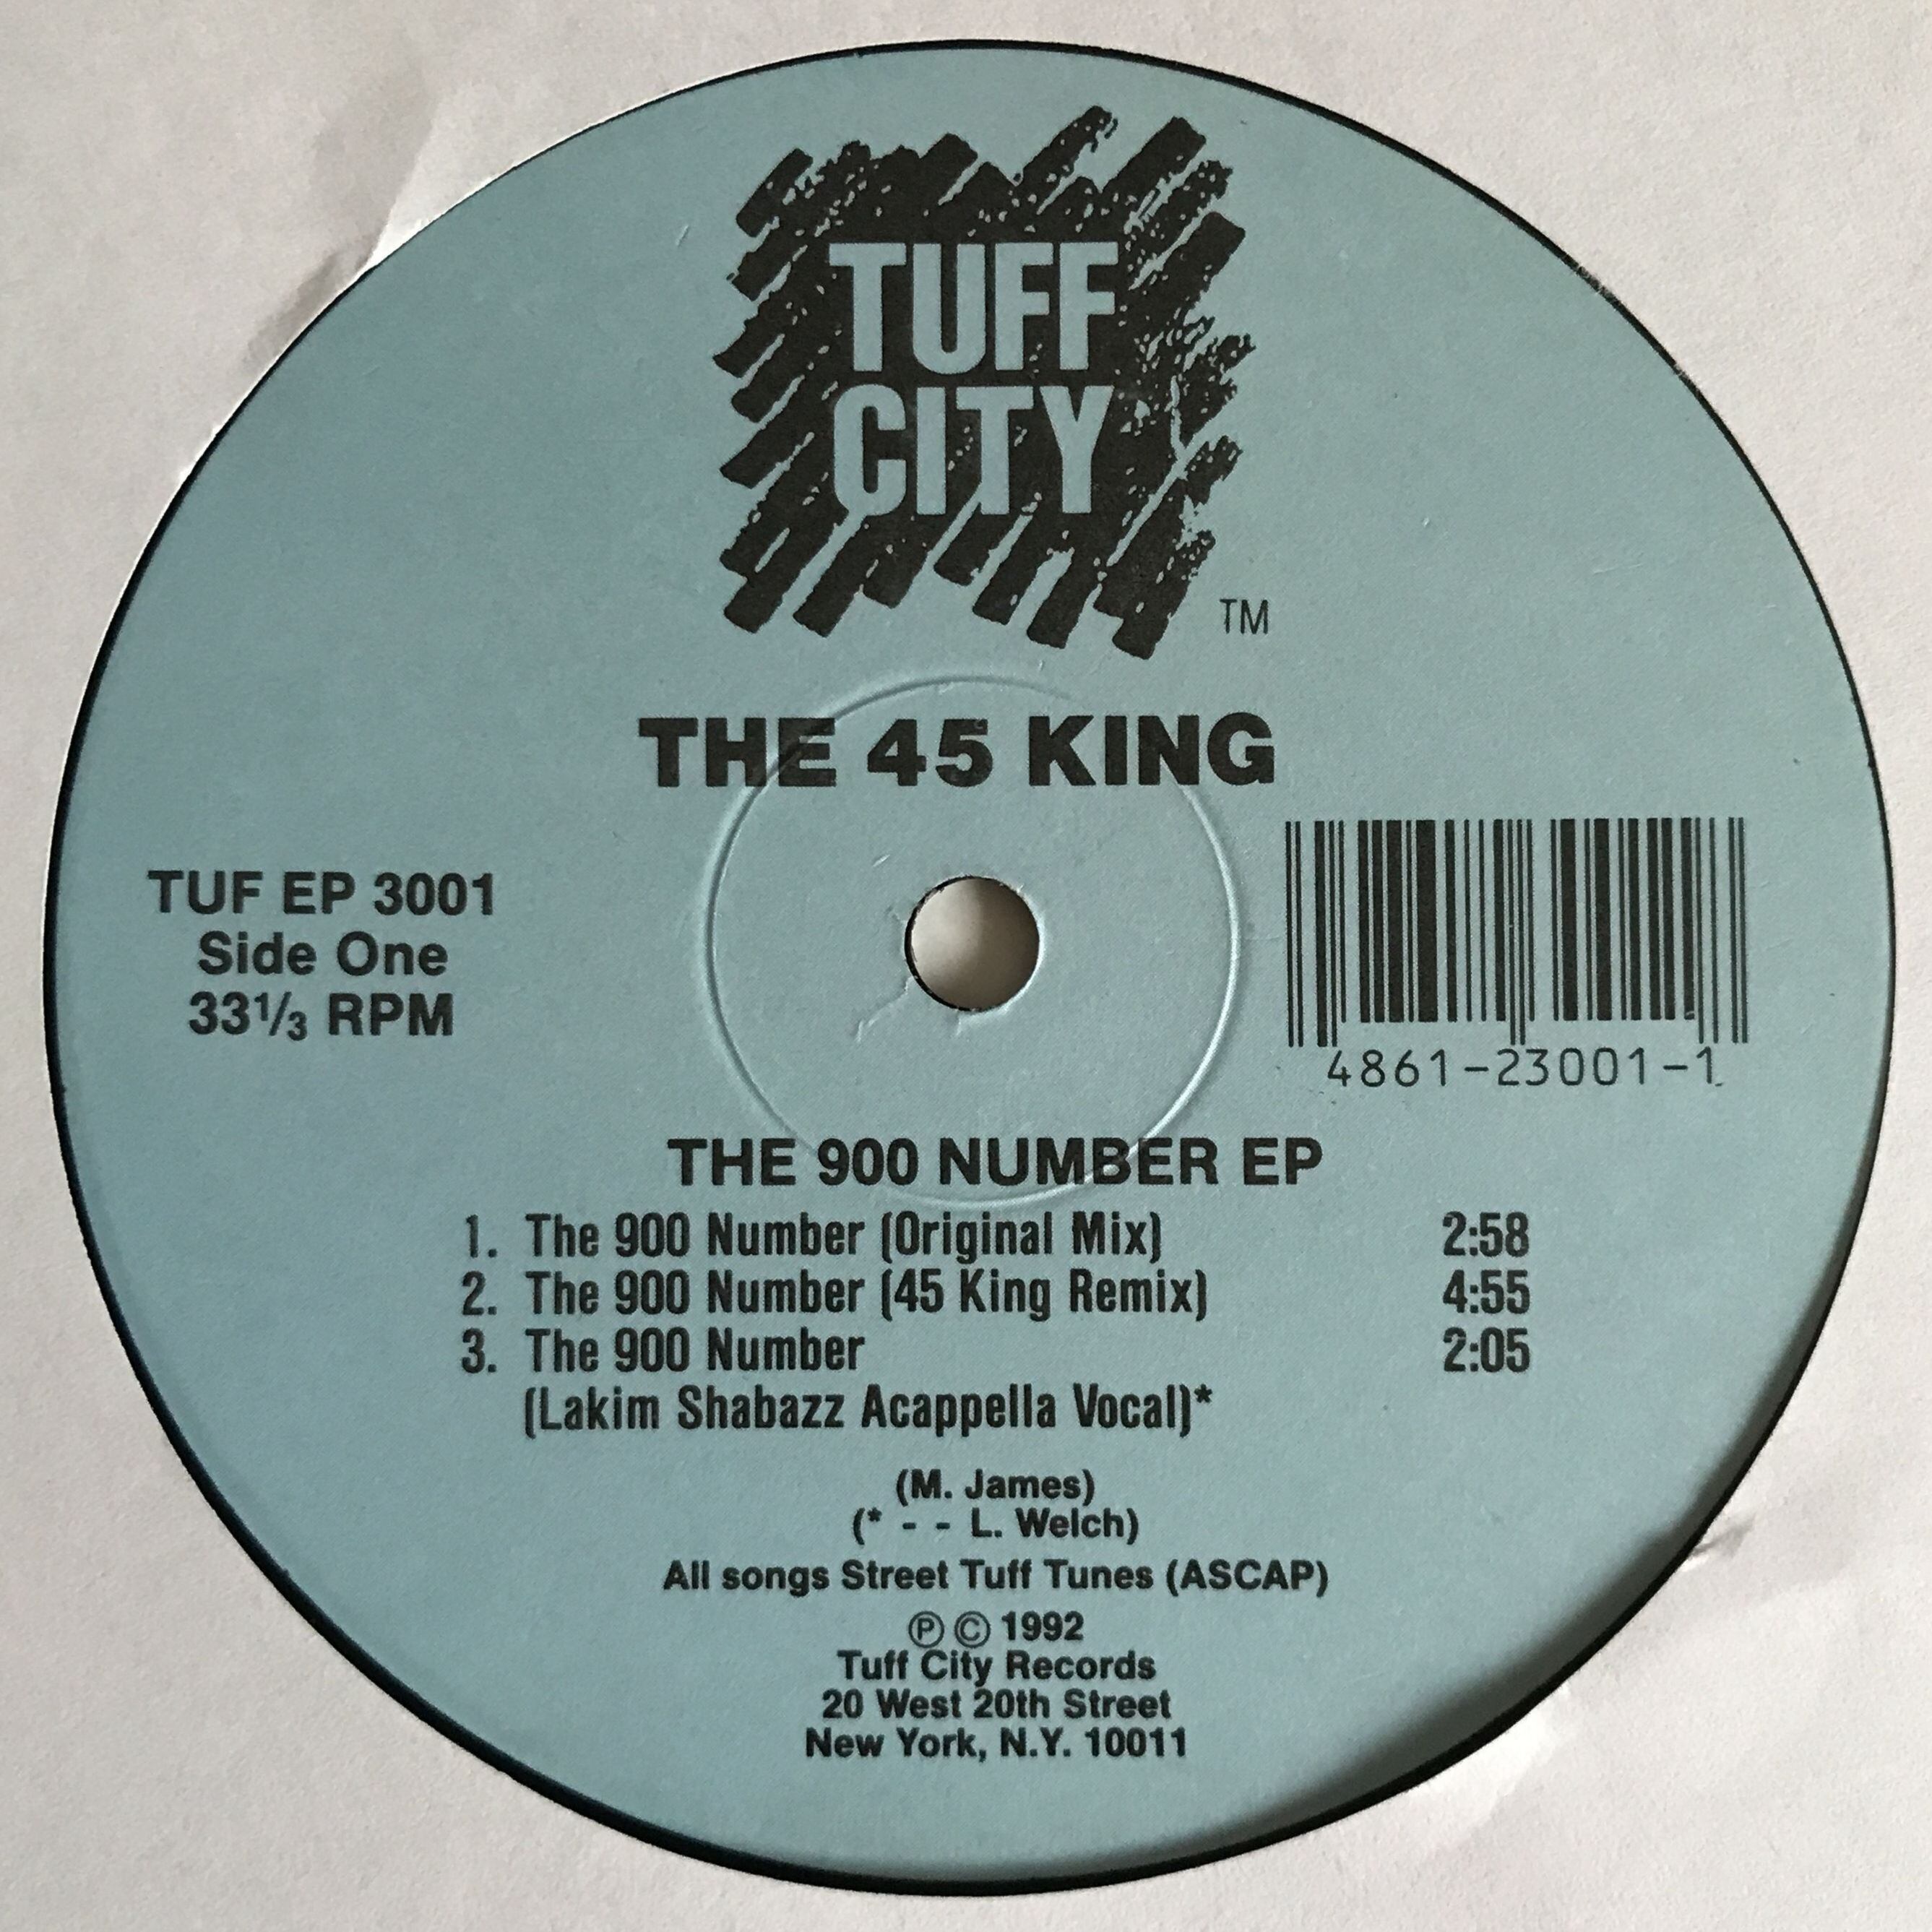 TUFF
CITY
TM
THE 45 KING
TUF EP 3001
Side One
33⅓ RPM
4861-23001-1
THE 900 NUMBER EP
1. The 900 Number (Original Mix) 2:58
2. The 900 Number (45 King Remix) 4:55
3. The 900 Number 2:05
(Lakim Shabazz Acappella Vocal)*
(M. James)
(* - - L. Welch)
All songs Street Tuff Tunes (ASCAP)
℗ © 1992
Tuff City Records
20 West 20th Street
New York, N.Y. 10011